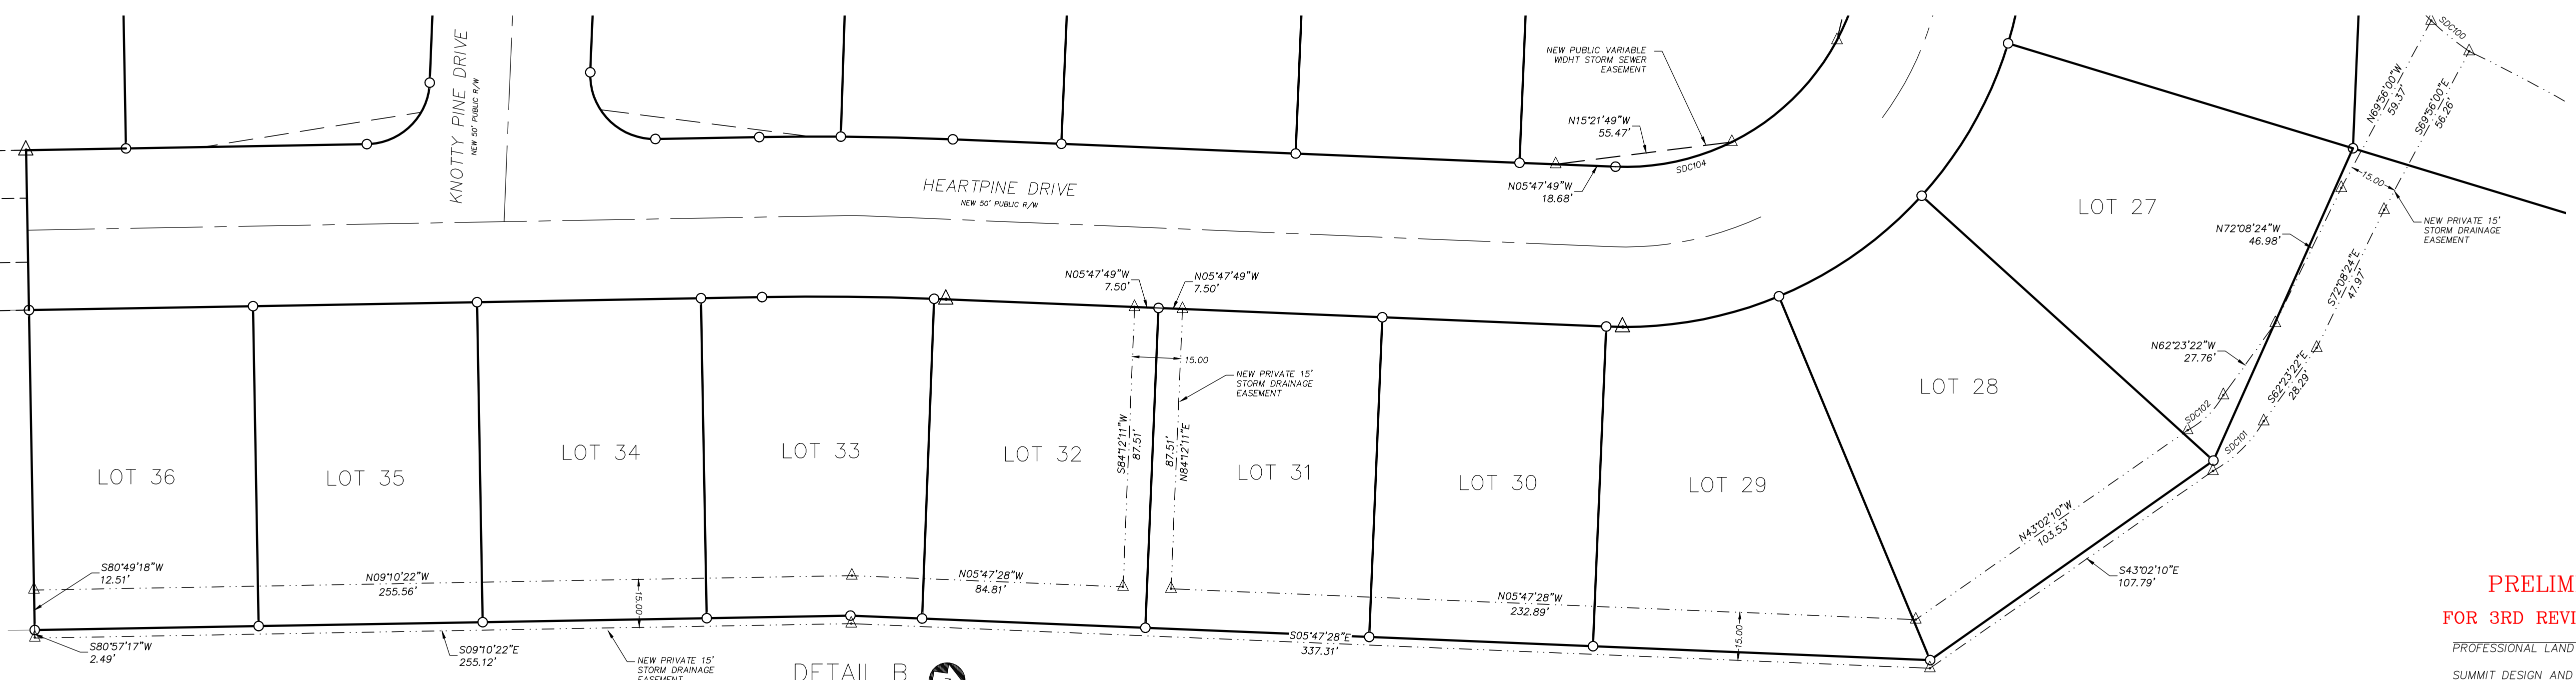 KNOTTY PINE DRIVE
NEW 50' PUBLIC R/W
NEW PUBLIC VARIABLE
WIDHT STORM SEWER
EASEMENT
N15°21'49"W
55.47'
SDC104
N05°47'49"W
18.68'
HEARTPINE DRIVE
NEW 50' PUBLIC R/W
SDC100
N69°56'00"W
59.37'
S69°56'00"E
56.26'
15.00
LOT 27
NEW PRIVATE 15'
STORM DRAINAGE
EASEMENT
N72°08'24"W
46.98'
S72°08'24"E
47.97'
N62°23'22"W
27.76'
S62°23'22"E
28.29'
SDC102
SDC101
N05°47'49"W
7.50'
N05°47'49"W
7.50'
15.00
NEW PRIVATE 15'
STORM DRAINAGE
EASEMENT
S84°12'11"W
87.51'
87.51'
N84°12'11"E
LOT 28
LOT 36
LOT 35
LOT 34
LOT 33
LOT 32
LOT 31
LOT 30
LOT 29
N43°02'10"W
103.53'
S43°02'10"E
107.79'
S80°49'18"W
12.51'
N09°10'22"W
255.56'
15.00
N05°47'28"W
84.81'
N05°47'28"W
232.89'
15.00
S80°57'17"W
2.49'
S09°10'22"E
255.12'
S05°47'28"E
337.31'
NEW PRIVATE 15'
STORM DRAINAGE
EASEMENT
DETAIL B
PRELIM
FOR 3RD REVI
PROFESSIONAL LAND
SUMMIT DESIGN AND